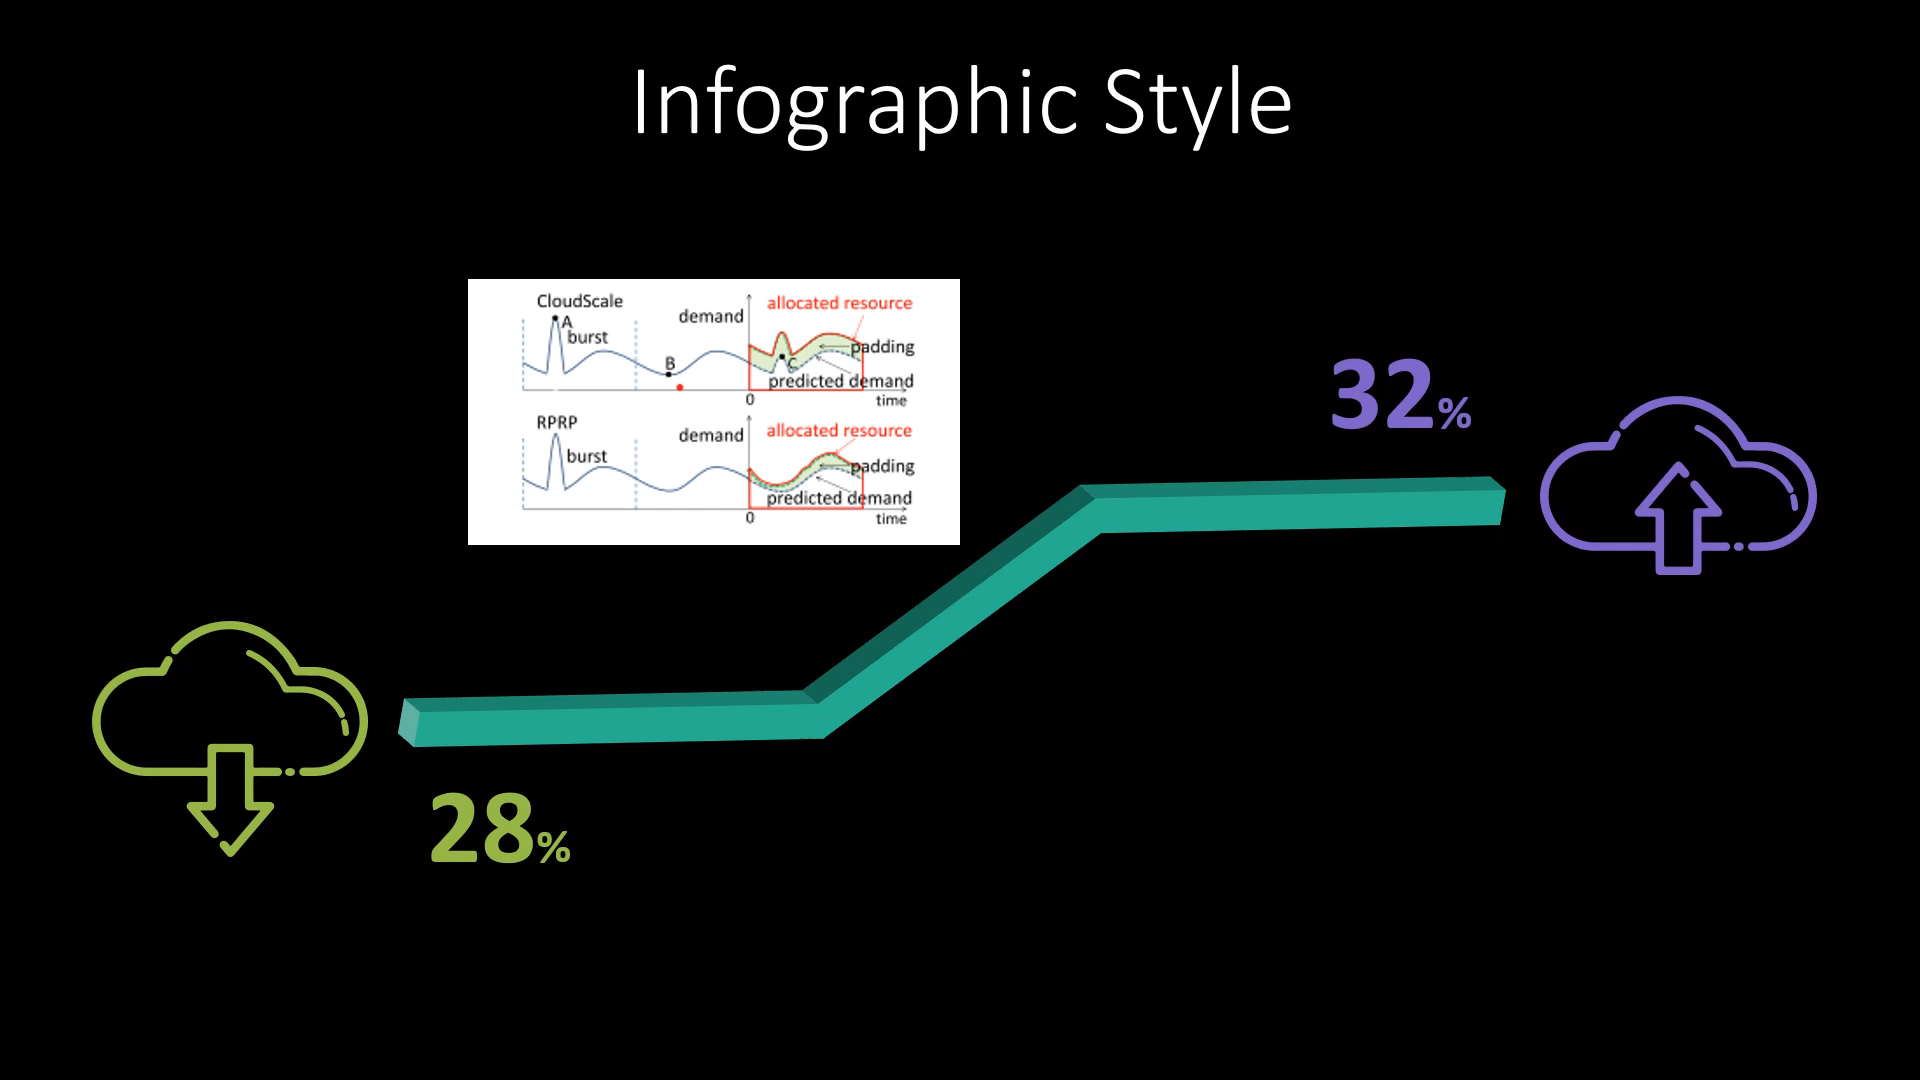 Infographic Style
CloudScale
A
burst
B
demand
allocated resource
padding
C
predicted demand
0
time
RPRP
burst
demand
allocated resource
padding
predicted demand
0
time
32%
28%